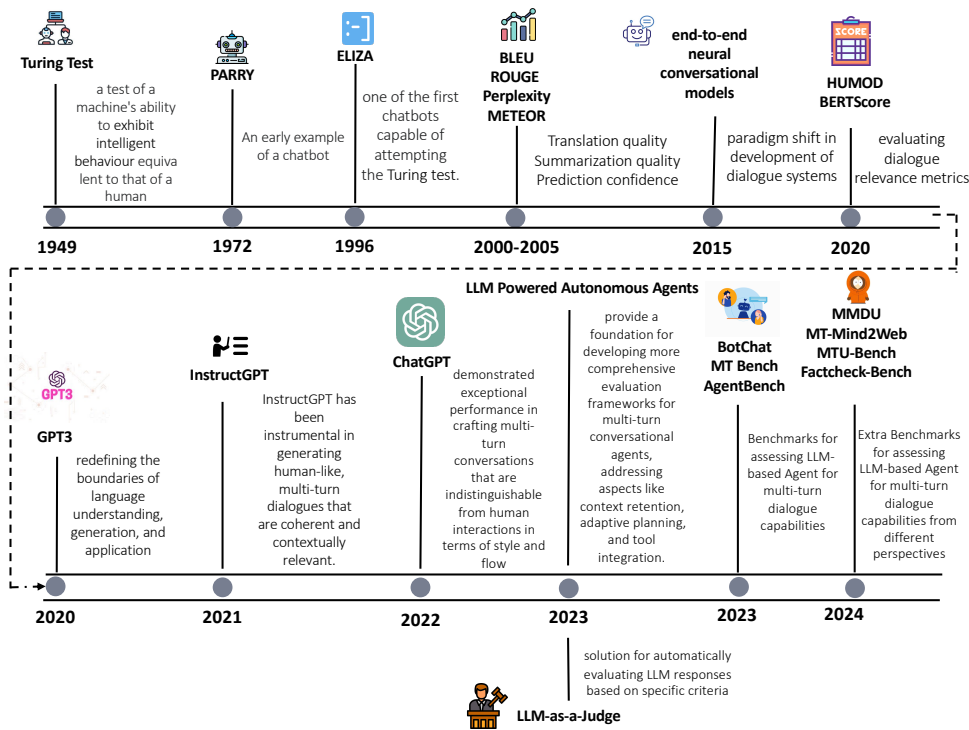 Turing Test
a test of a
machine's ability
to exhibit
intelligent
behaviour equiva
lent to that of a
human
1949
PARRY
An early example
of a chatbot
1972
ELIZA
one of the first
chatbots
capable of
attempting
the Turing test.
1996
BLEU
ROUGE
Perplexity
METEOR
Translation quality
Summarization quality
Prediction confidence
2000-2005
end-to-end
neural
conversational
models
paradigm shift in
development of
dialogue systems
2015
SCORE
HUMOD
BERTScore
evaluating
dialogue
relevance metrics
2020
GPT3
GPT3
redefining the
boundaries of
language
understanding,
generation, and
application
2020
InstructGPT
InstructGPT has
been
instrumental in
generating
human-like,
multi-turn
dialogues that
are coherent and
contextually
relevant.
2021
ChatGPT
demonstrated
exceptional
performance in
crafting multi-
turn
conversations
that are
indistinguishable
from human
interactions in
terms of style and
flow
2022
LLM Powered Autonomous Agents
provide a
foundation for
developing more
comprehensive
evaluation
frameworks for
multi-turn
conversational
agents,
addressing
aspects like
context retention,
adaptive planning,
and tool
integration.
2023
solution for automatically
evaluating LLM responses
based on specific criteria
LLM-as-a-Judge
BotChat
MT Bench
AgentBench
Benchmarks for
assessing LLM-
based Agent for
multi-turn
dialogue
capabilities
2023
MMDU
MT-Mind2Web
MTU-Bench
Factcheck-Bench
Extra Benchmarks
for assessing
LLM-based Agent
for multi-turn
dialogue
capabilities from
different
perspectives
2024